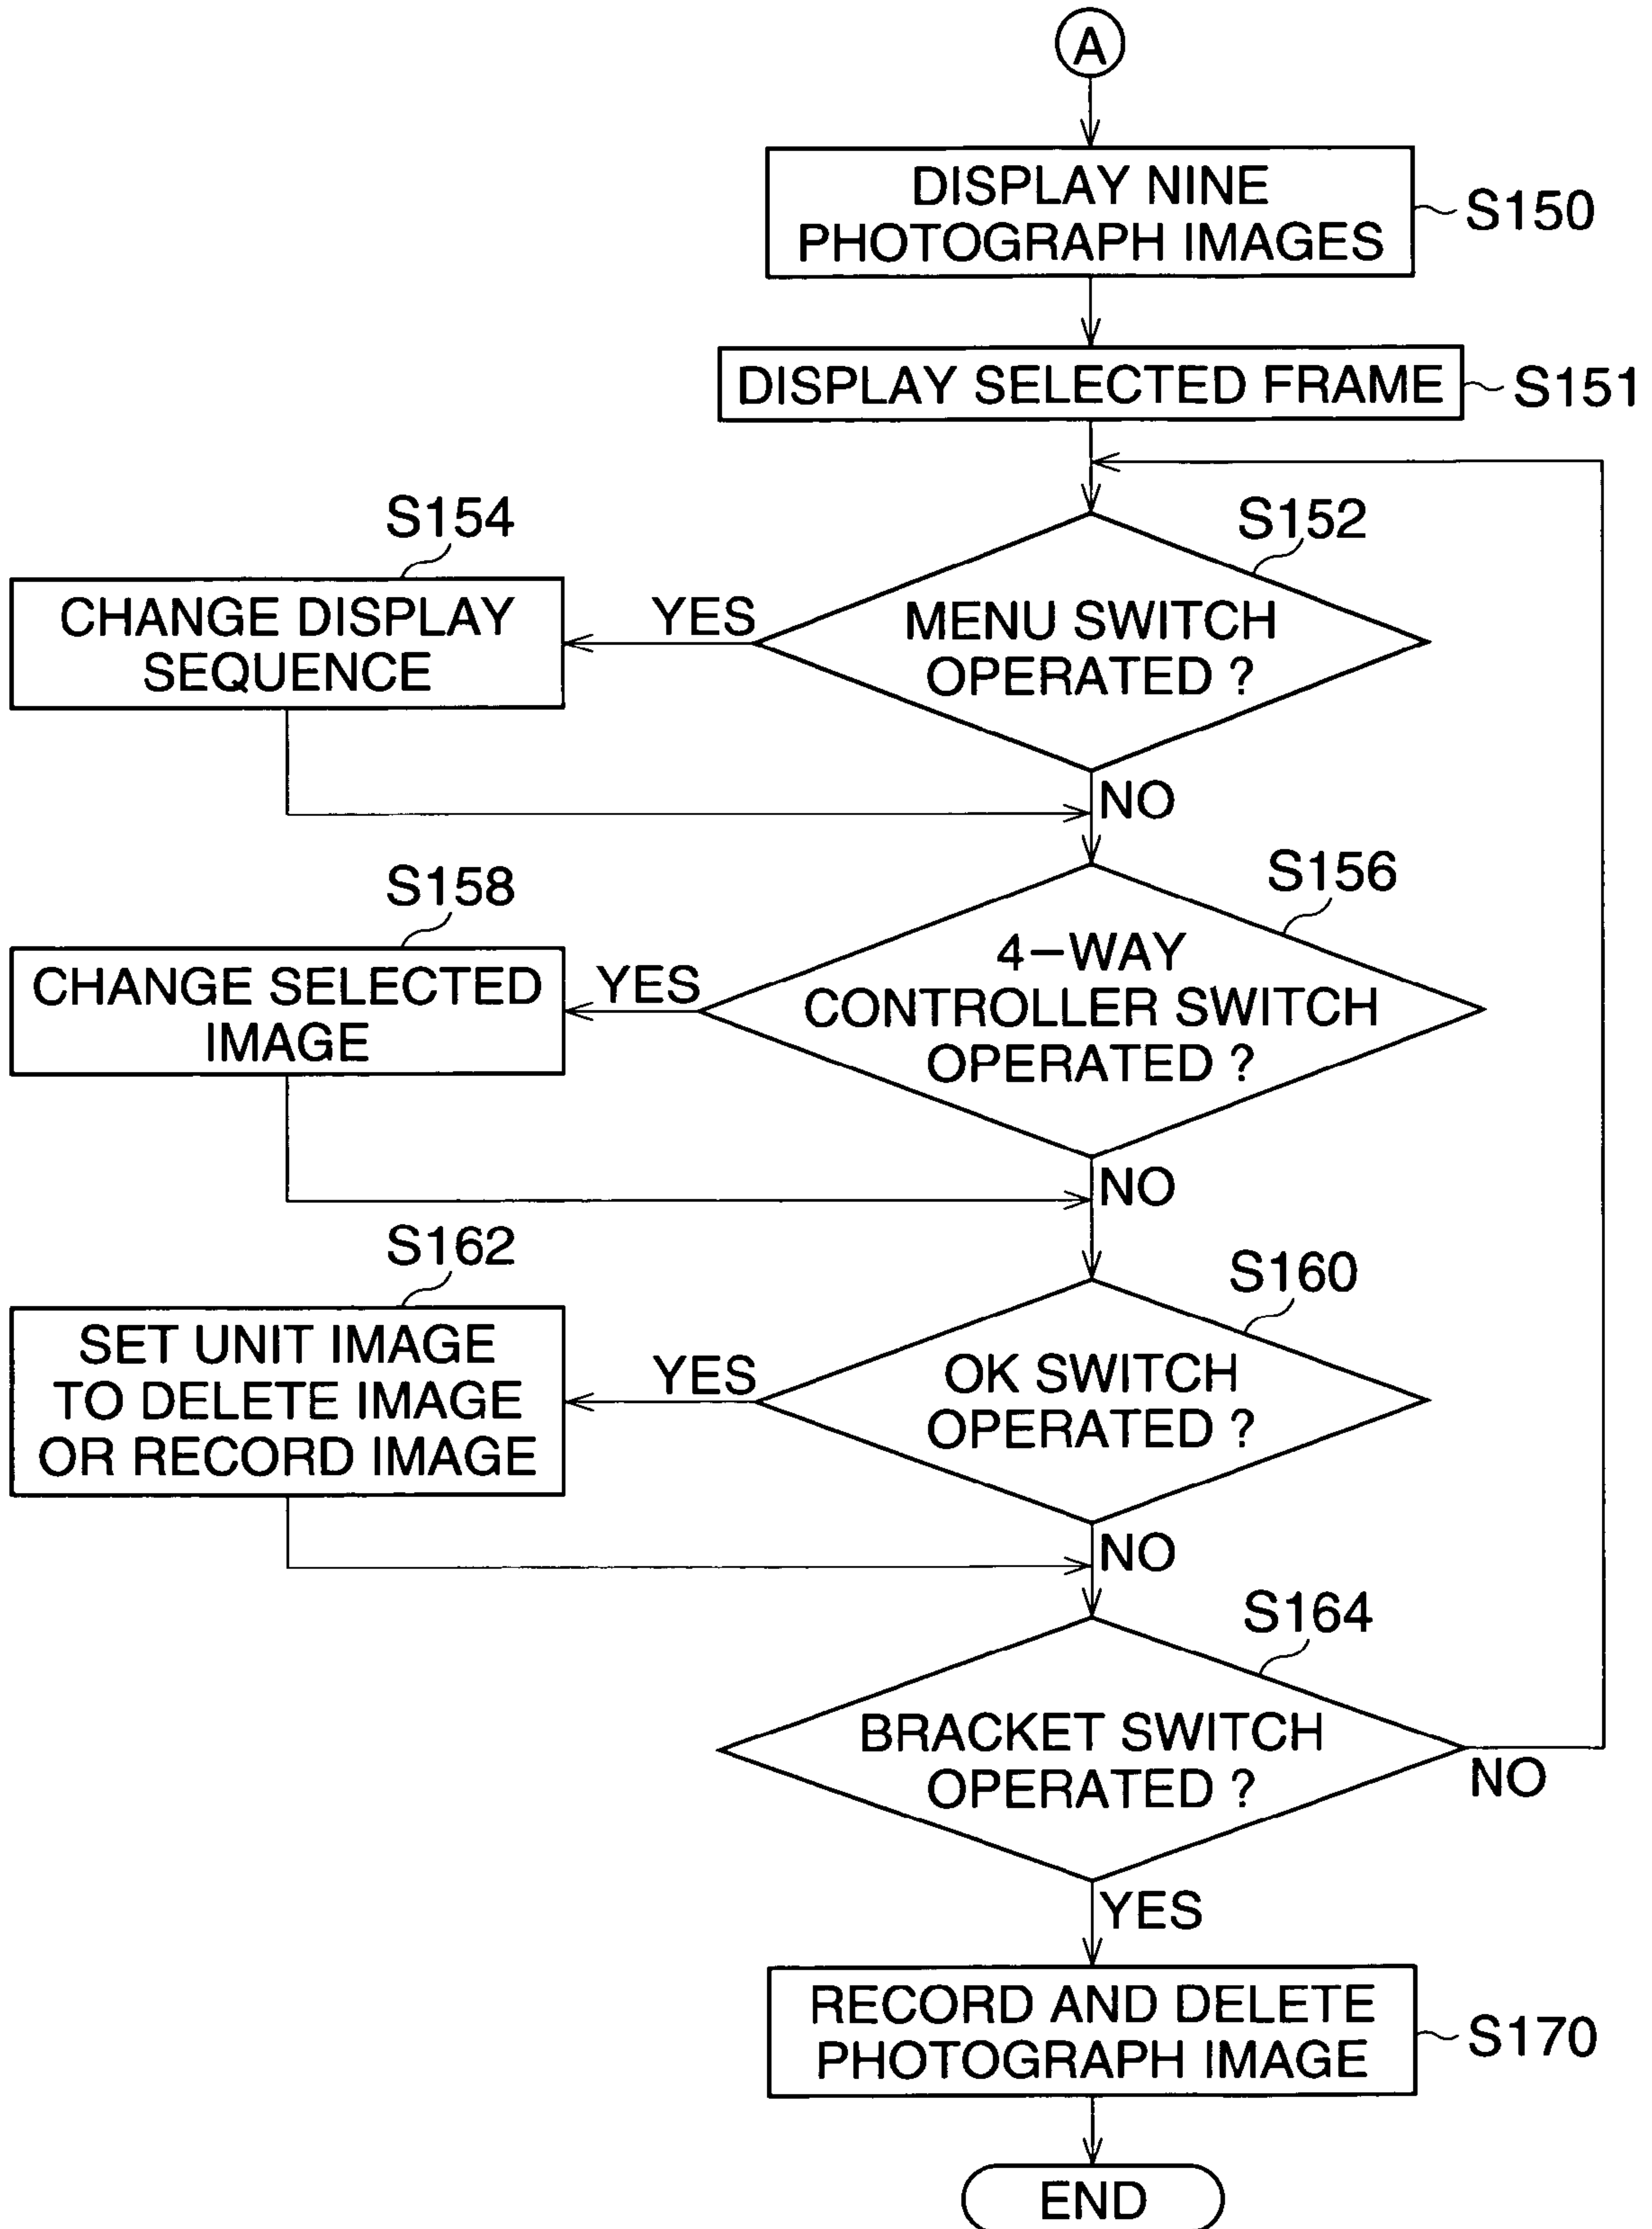 A
DISPLAY NINE
PHOTOGRAPH IMAGES
S150
DISPLAY SELECTED FRAME
S151
S154
S152
CHANGE DISPLAY
SEQUENCE
YES
MENU SWITCH
OPERATED ?
NO
S158
S156
CHANGE SELECTED
IMAGE
YES
4-WAY
CONTROLLER SWITCH
OPERATED ?
NO
S162
S160
SET UNIT IMAGE
TO DELETE IMAGE
OR RECORD IMAGE
YES
OK SWITCH
OPERATED ?
NO
S164
BRACKET SWITCH
OPERATED ?
NO
YES
RECORD AND DELETE
PHOTOGRAPH IMAGE
S170
END